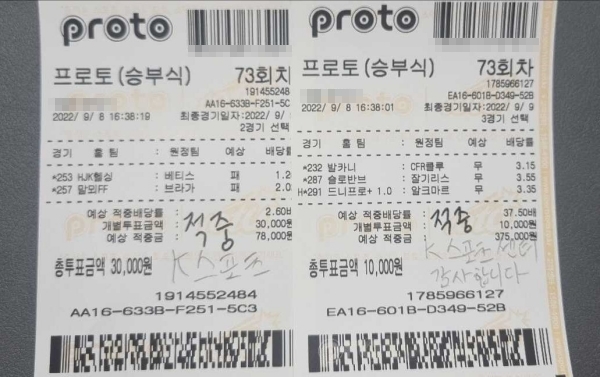 proto
프로토(승부식) 73회차
191455248
AA16-633B-F251-5C
2022/ 9/ 8 16:38:19 최종경기일자:2022/ 9/
2경기 선택
경기 홈 팀 : 원정팀 예상 배당률
*253 HJK헬싱 : 베티스 패 1.2
*257 말뫼FF : 브라가 패 2.0
예상 적중배당률 : 2.60배
개별투표금액 : 30,000원
예상 적중금 : 78,000원
적중
K 스포츠
총투표금액 30,000원
1914552484
AA16-633B-F251-5C3
proto
프로토(승부식) 73회차
1785966127
EA16-601B-D349-52B
2022/ 9/ 8 16:38:01 최종경기일자:2022/ 9/ 9
3경기 선택
경기 홈 팀 : 원정팀 예상 배당률
*232 발카니 : CFR클루 무 3.15
*287 슬로반브 : 잘기리스 무 3.55
H*291 드니프로+ 1.0 : 알크마르 무 3.35
예상 적중배당률 : 37.50배
개별투표금액 : 10,000원
예상 적중금 : 375,000원
적중
K 스포츠 센터
감사합니다
총투표금액 10,000원
1785966127
EA16-601B-D349-52B